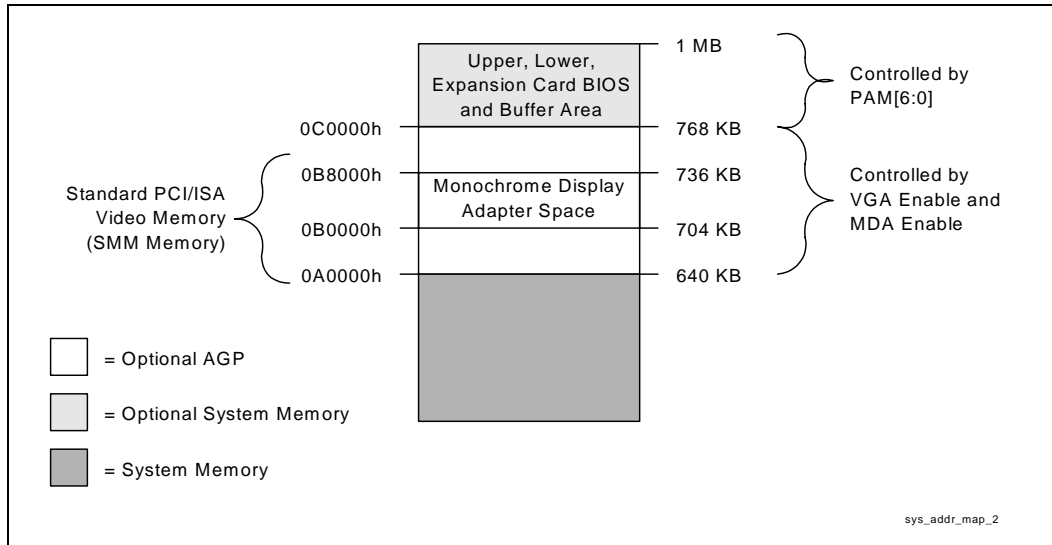 1 MB
Upper, Lower,
Expansion Card BIOS
and Buffer Area
Controlled by
PAM[6:0]
0C0000h
768 KB
0B8000h
736 KB
Standard PCI/ISA
Video Memory
(SMM Memory)
Monochrome Display
Adapter Space
Controlled by
VGA Enable and
MDA Enable
0B0000h
704 KB
0A0000h
640 KB
= Optional AGP
= Optional System Memory
= System Memory
sys_addr_map_2